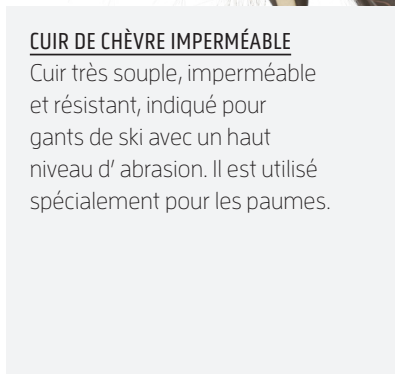 CUIR DE CHÈVRE IMPERMÉABLE
Cuir très souple, imperméable
et résistant, indiqué pour
gants de ski avec un haut
niveau d’ abrasion. Il est utilisé
spécialement pour les paumes.